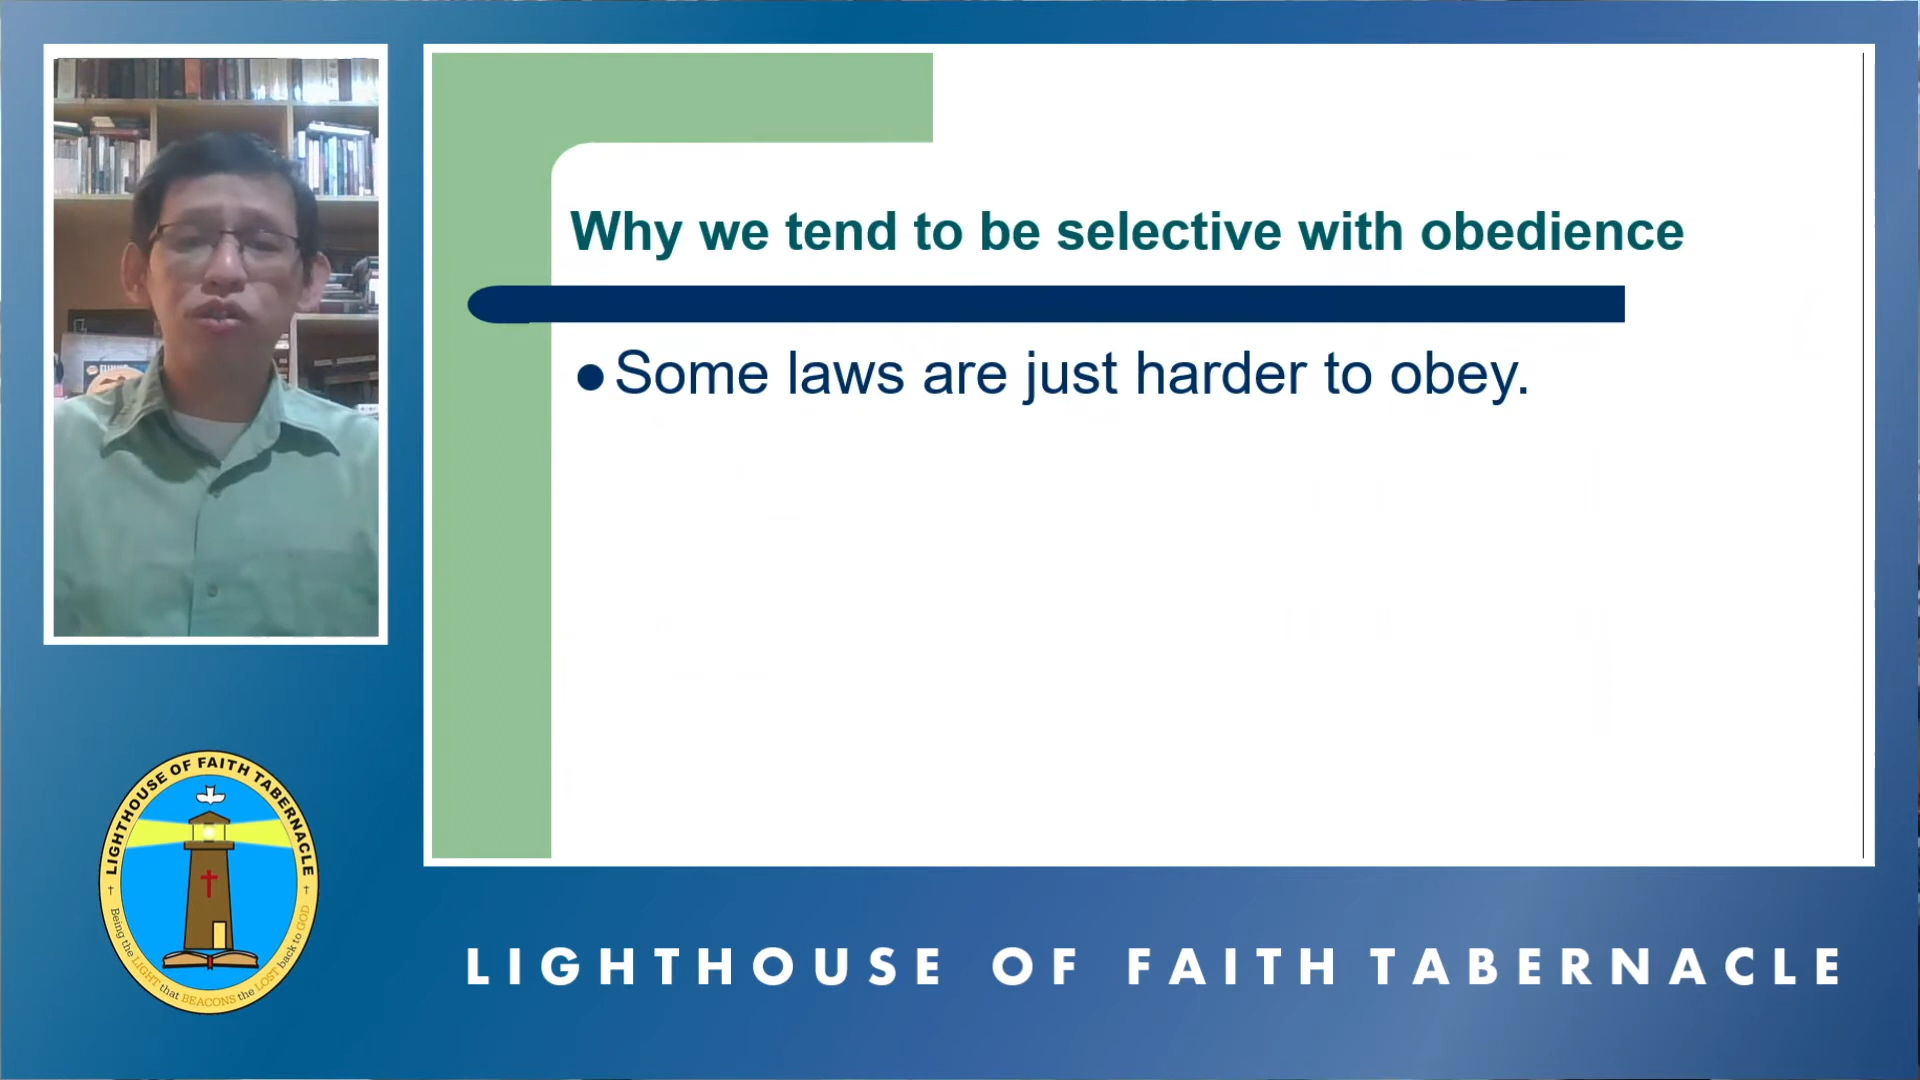 Why we tend to be selective with obedience
●Some laws are just harder to obey.
LIGHTHOUSE OF FAITH TABERNACLE
Being the LIGHT that BEACONS the LOST back to GOD
LIGHTHOUSE OF FAITH TABERNACLE